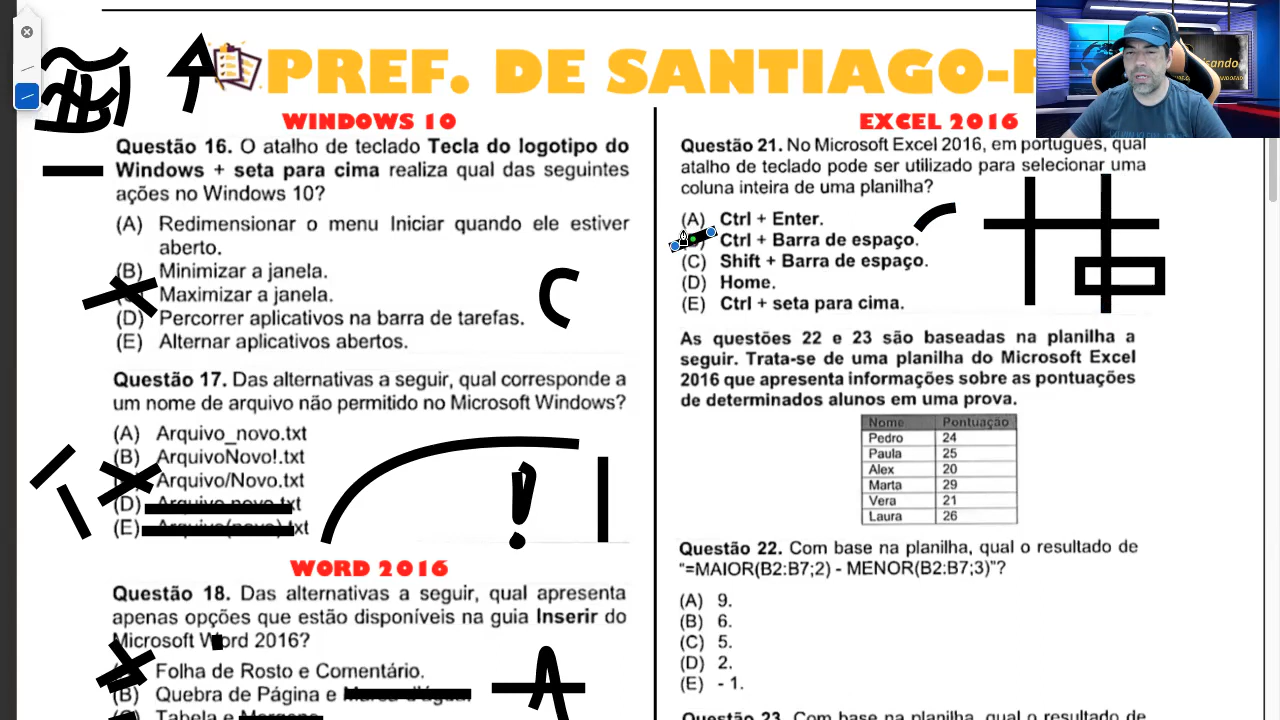 PREF. DE SANTIAGO-
WINDOWS 10
Questão 16. O atalho de teclado Tecla do logotipo do
Windows + seta para cima realiza qual das seguintes
ações no Windows 10?
(A) Redimensionar o menu Iniciar quando ele estiver
aberto.
(B) Minimizar a janela.
Maximizar a janela.
(D) Percorrer aplicativos na barra de tarefas.
(E) Alternar aplicativos abertos.
C
Questão 17. Das alternativas a seguir, qual corresponde a
um nome de arquivo não permitido no Microsoft Windows?
(A) Arquivo_novo.txt
(B) ArquivoNovo!.txt
Arquivo/Novo.txt
(D)
(E)
!
WORD 2016
Questão 18. Das alternativas a seguir, qual apresenta
apenas opções que estão disponíveis na guia Inserir do
Microsoft Word 2016?
Folha de Rosto e Comentário.
(B) Quebra de Página e
Tabela e
A
EXCEL 2016
Questão 21. No Microsoft Excel 2016, em português, qual
atalho de teclado pode ser utilizado para selecionar uma
coluna inteira de uma planilha?
(A) Ctrl + Enter.
Ctrl + Barra de espaço.
(C) Shift + Barra de espaço.
(D) Home.
(E) Ctrl + seta para cima.
As questões 22 e 23 são baseadas na planilha a
seguir. Trata-se de uma planilha do Microsoft Excel
2016 que apresenta informações sobre as pontuações
de determinados alunos em uma prova.
Nome Pontuação
Pedro 24
Paula 25
Alex 20
Marta 29
Vera 21
Laura 26
Questão 22. Com base na planilha, qual o resultado de
“=MAIOR(B2:B7;2) - MENOR(B2:B7;3)”?
(A) 9.
(B) 6.
(C) 5.
(D) 2.
(E) - 1.
Questão 23. Com base na planilha, qual o resultado de